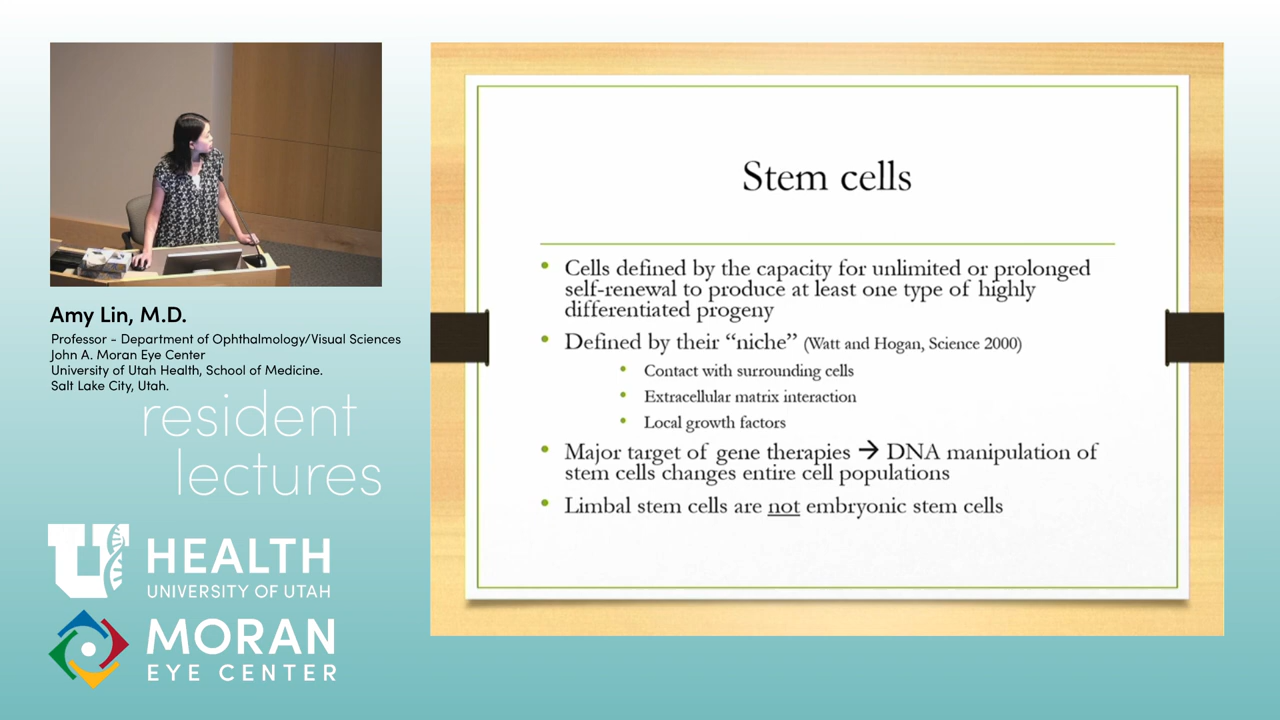 Amy Lin, M.D.
Professor - Department of Ophthalmology/Visual Sciences
John A. Moran Eye Center
University of Utah Health, School of Medicine.
Salt Lake City, Utah.
resident
lectures
U HEALTH
UNIVERSITY OF UTAH
MORAN
EYE CENTER
Stem cells
• Cells defined by the capacity for unlimited or prolonged
self-renewal to produce at least one type of highly
differentiated progeny
• Defined by their “niche” (Watt and Hogan, Science 2000)
• Contact with surrounding cells
• Extracellular matrix interaction
• Local growth factors
• Major target of gene therapies → DNA manipulation of
stem cells changes entire cell populations
• Limbal stem cells are not embryonic stem cells